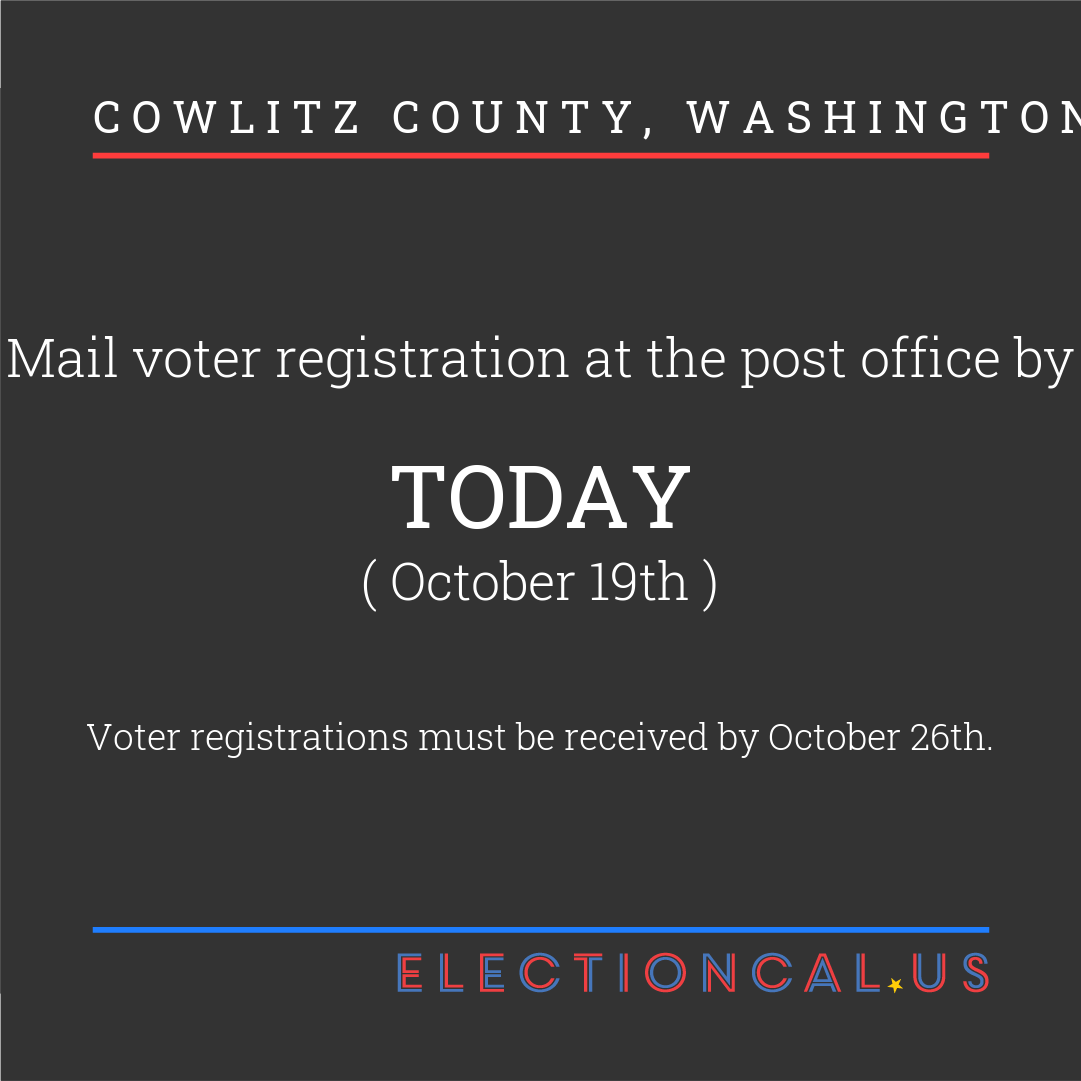 COWLITZ COUNTY, WASHINGTON
Mail voter registration at the post office by
TODAY
( October 19th )
Voter registrations must be received by October 26th.
ELECTIONCAL.US